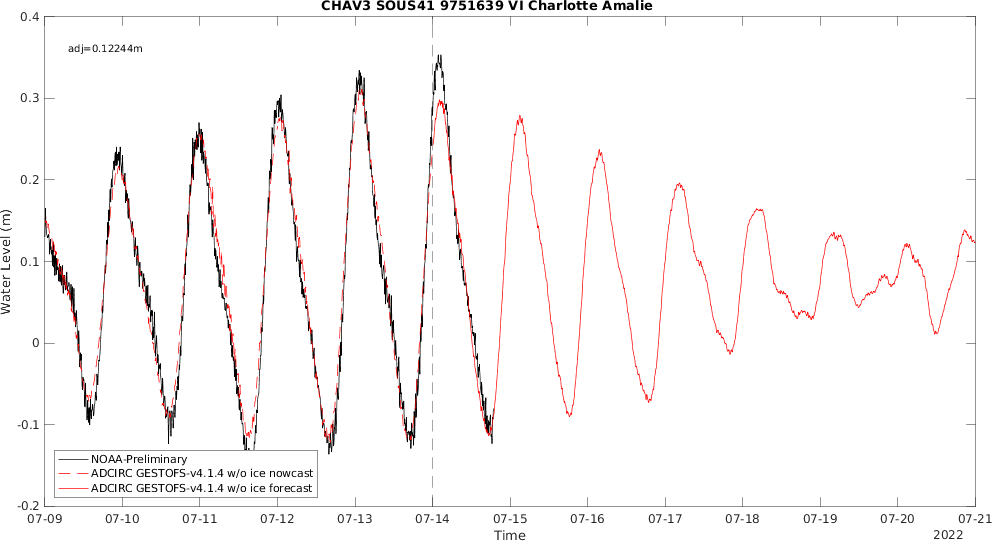 CHAV3 SOUS41 9751639 VI Charlotte Amalie
adj=0.12244m
0.4
0.3
0.2
0.1
0
-0.1
-0.2
Water Level (m)
NOAA-Preliminary
ADCIRC GESTOFS-v4.1.4 w/o ice nowcast
ADCIRC GESTOFS-v4.1.4 w/o ice forecast
07-09 07-10 07-11 07-12 07-13 07-14 07-15 07-16 07-17 07-18 07-19 07-20 07-21
Time
2022